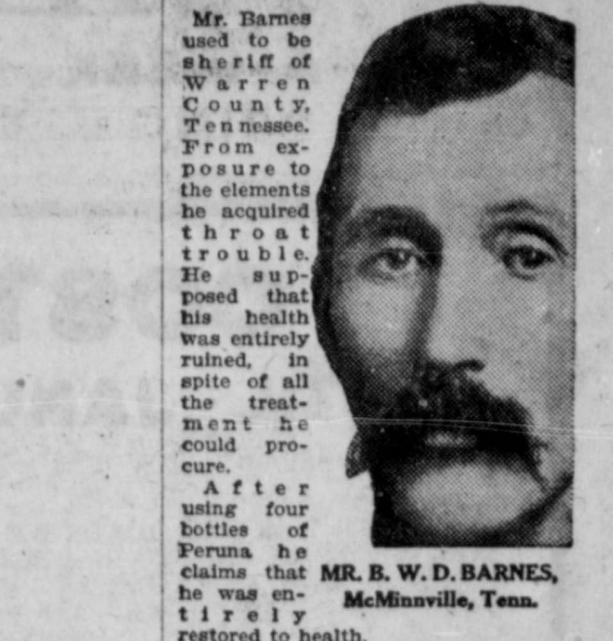 Mr. Barnes
used to be
sheriff of
Warren
County,
Tennessee.
From ex-
posure to
the elements
he acquired
throat
trouble.
He sup-
posed that
his health
was entirely
ruined, in
spite of all
the treat-
ment he
could pro-
cure.
After
using four
bottles of
Peruna he
claims that
he was en-
tirely
restored to health.
MR. B. W. D. BARNES,
McMinnville, Tenn.